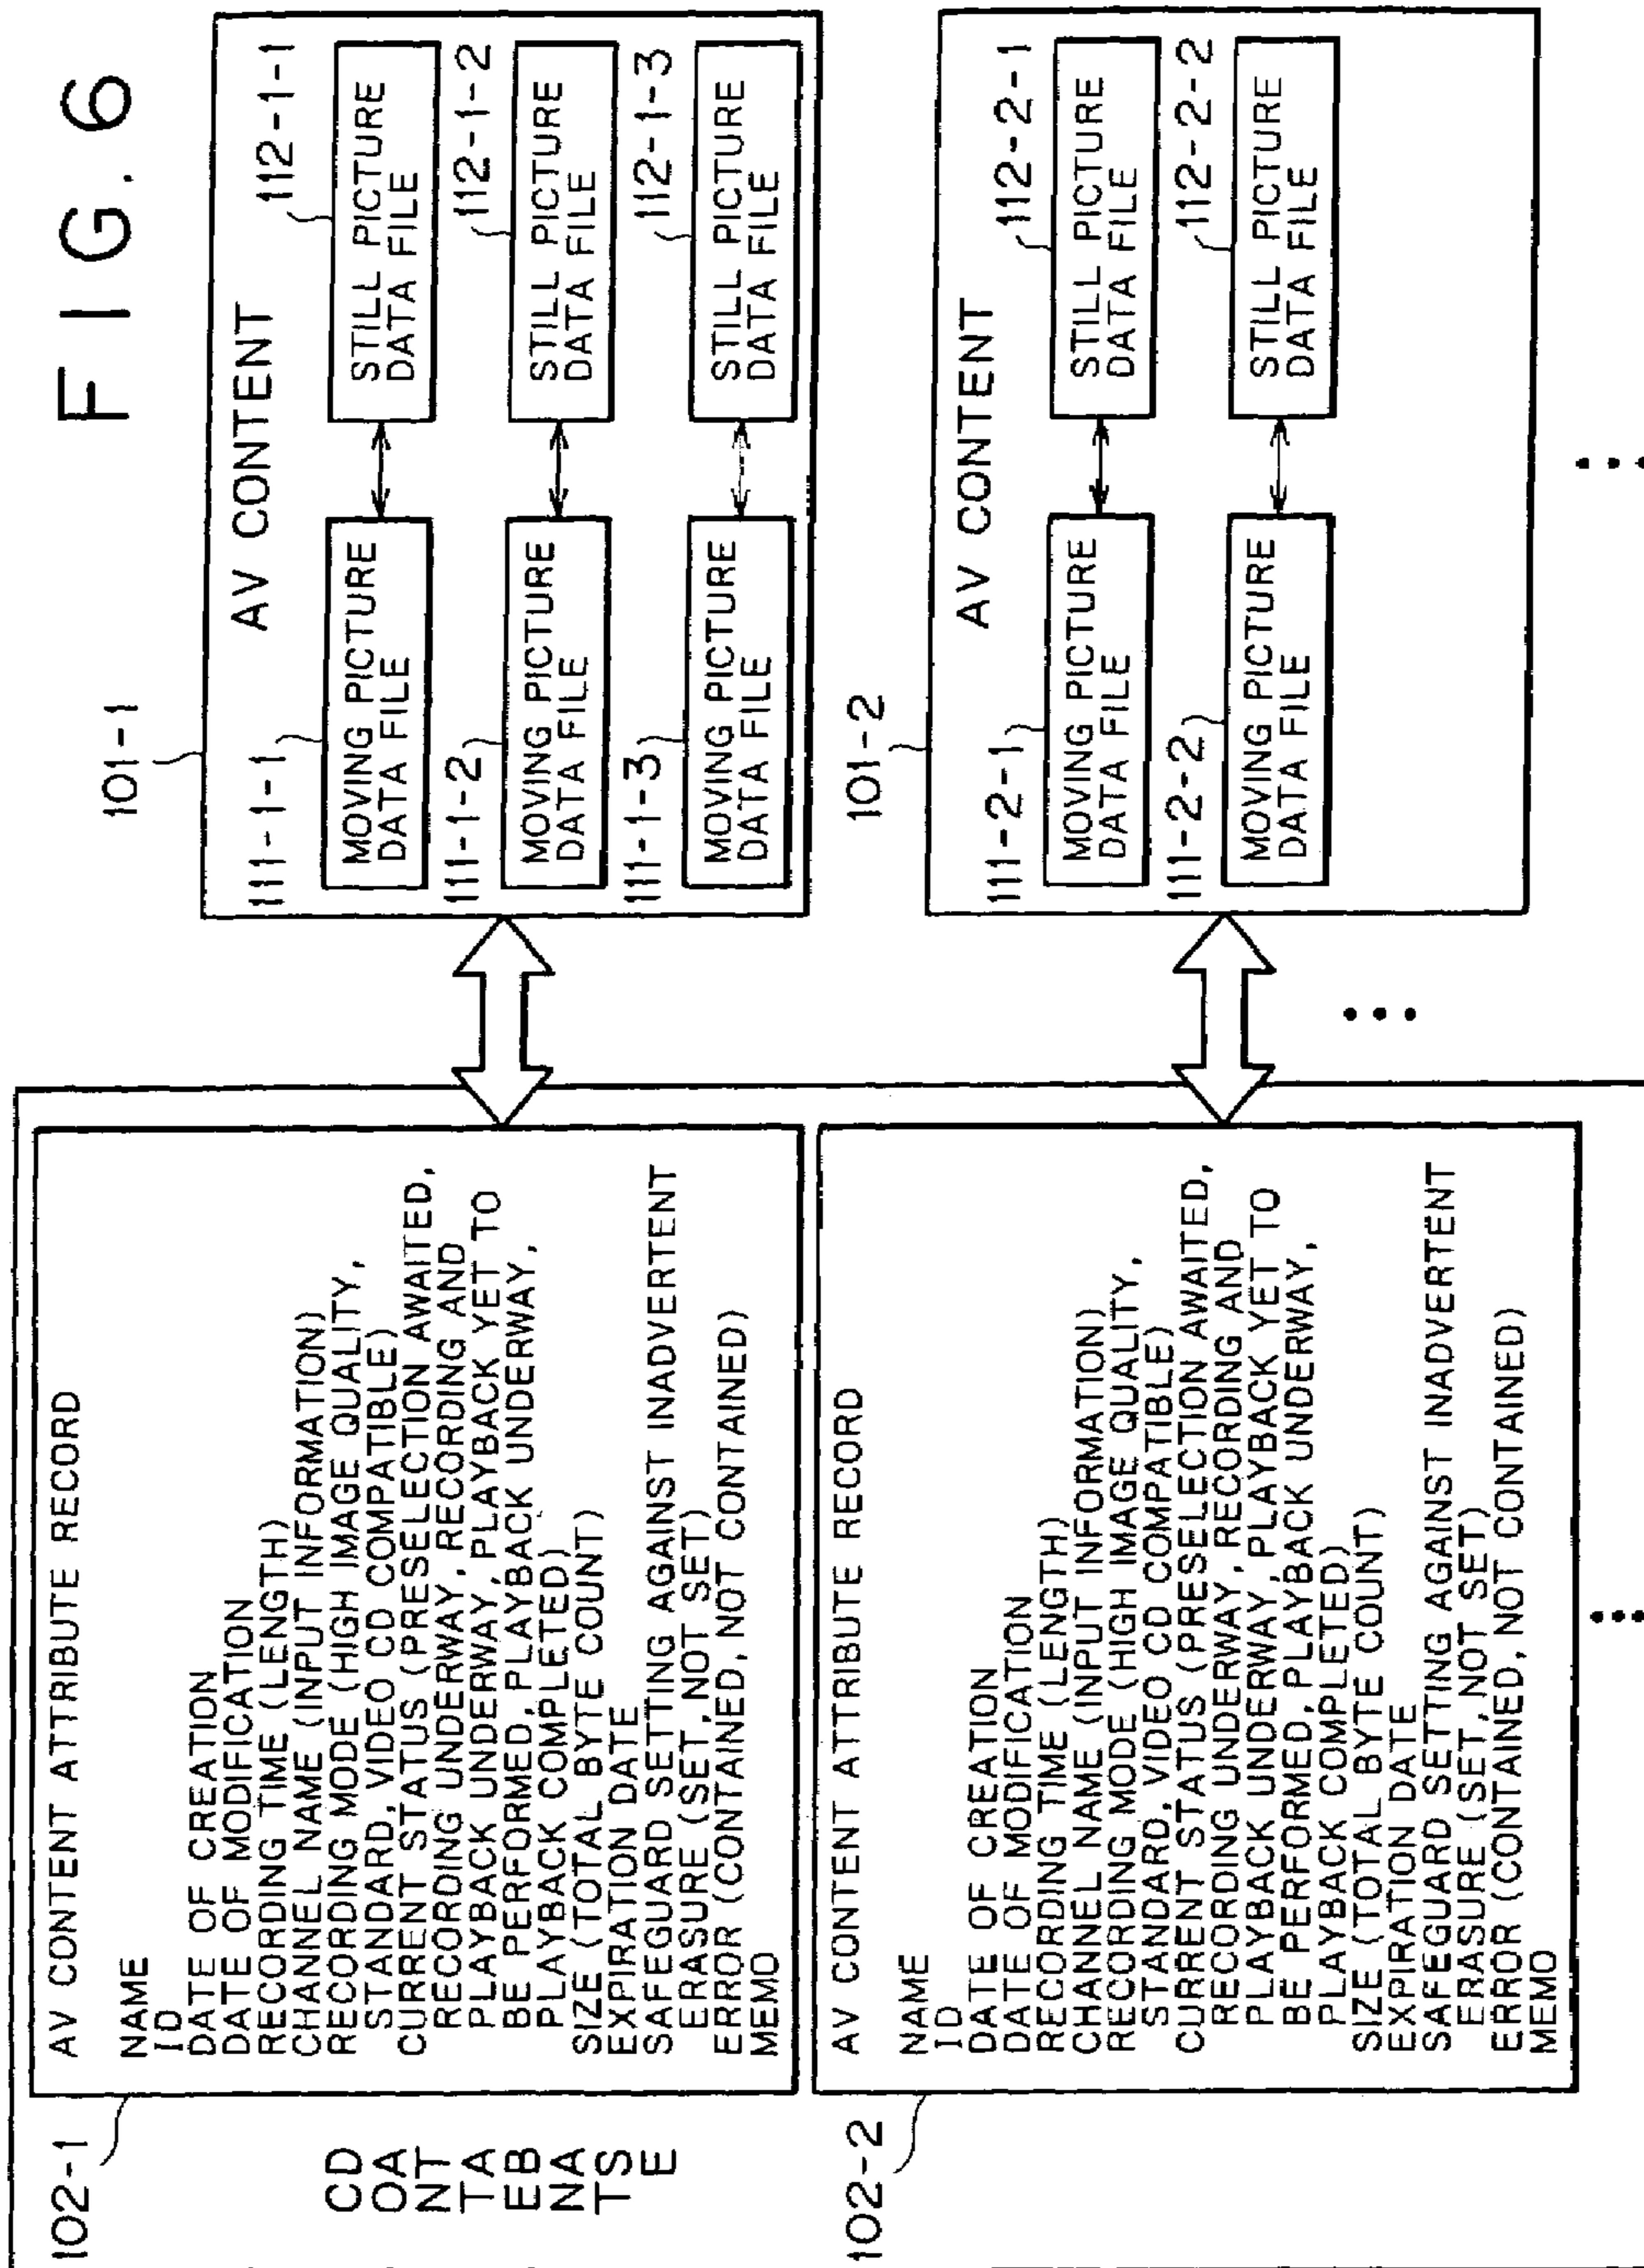 FIG. 6
102-1
CD
OA
NT
TA
EB
NA
TS
E
AV CONTENT ATTRIBUTE RECORD
NAME
ID
DATE OF CREATION
DATE OF MODIFICATION
RECORDING TIME (LENGTH)
CHANNEL NAME (INPUT INFORMATION)
RECORDING MODE (HIGH IMAGE QUALITY,
STANDARD, VIDEO CD COMPATIBLE)
CURRENT STATUS (PRESELECTION AWAITED,
RECORDING UNDERWAY, RECORDING AND
PLAYBACK UNDERWAY, PLAYBACK YET TO
BE PERFORMED, PLAYBACK UNDERWAY,
PLAYBACK COMPLETED)
SIZE (TOTAL BYTE COUNT)
EXPIRATION DATE
SAFEGUARD SETTING AGAINST INADVERTENT
ERASURE (SET, NOT SET)
ERROR (CONTAINED, NOT CONTAINED)
MEMO
101-1
AV CONTENT
111-1-1
MOVING PICTURE
DATA FILE
112-1-1
STILL PICTURE
DATA FILE
111-1-2
MOVING PICTURE
DATA FILE
112-1-2
STILL PICTURE
DATA FILE
111-1-3
MOVING PICTURE
DATA FILE
112-1-3
STILL PICTURE
DATA FILE
102-2
AV CONTENT ATTRIBUTE RECORD
NAME
ID
DATE OF CREATION
DATE OF MODIFICATION
RECORDING TIME (LENGTH)
CHANNEL NAME (INPUT INFORMATION)
RECORDING MODE (HIGH IMAGE QUALITY,
STANDARD, VIDEO CD COMPATIBLE)
CURRENT STATUS (PRESELECTION AWAITED,
RECORDING UNDERWAY, RECORDING AND
PLAYBACK UNDERWAY, PLAYBACK YET TO
BE PERFORMED, PLAYBACK UNDERWAY,
PLAYBACK COMPLETED)
SIZE (TOTAL BYTE COUNT)
EXPIRATION DATE
SAFEGUARD SETTING AGAINST INADVERTENT
ERASURE (SET, NOT SET)
ERROR (CONTAINED, NOT CONTAINED)
MEMO
101-2
AV CONTENT
111-2-1
MOVING PICTURE
DATA FILE
112-2-1
STILL PICTURE
DATA FILE
111-2-2
MOVING PICTURE
DATA FILE
112-2-2
STILL PICTURE
DATA FILE